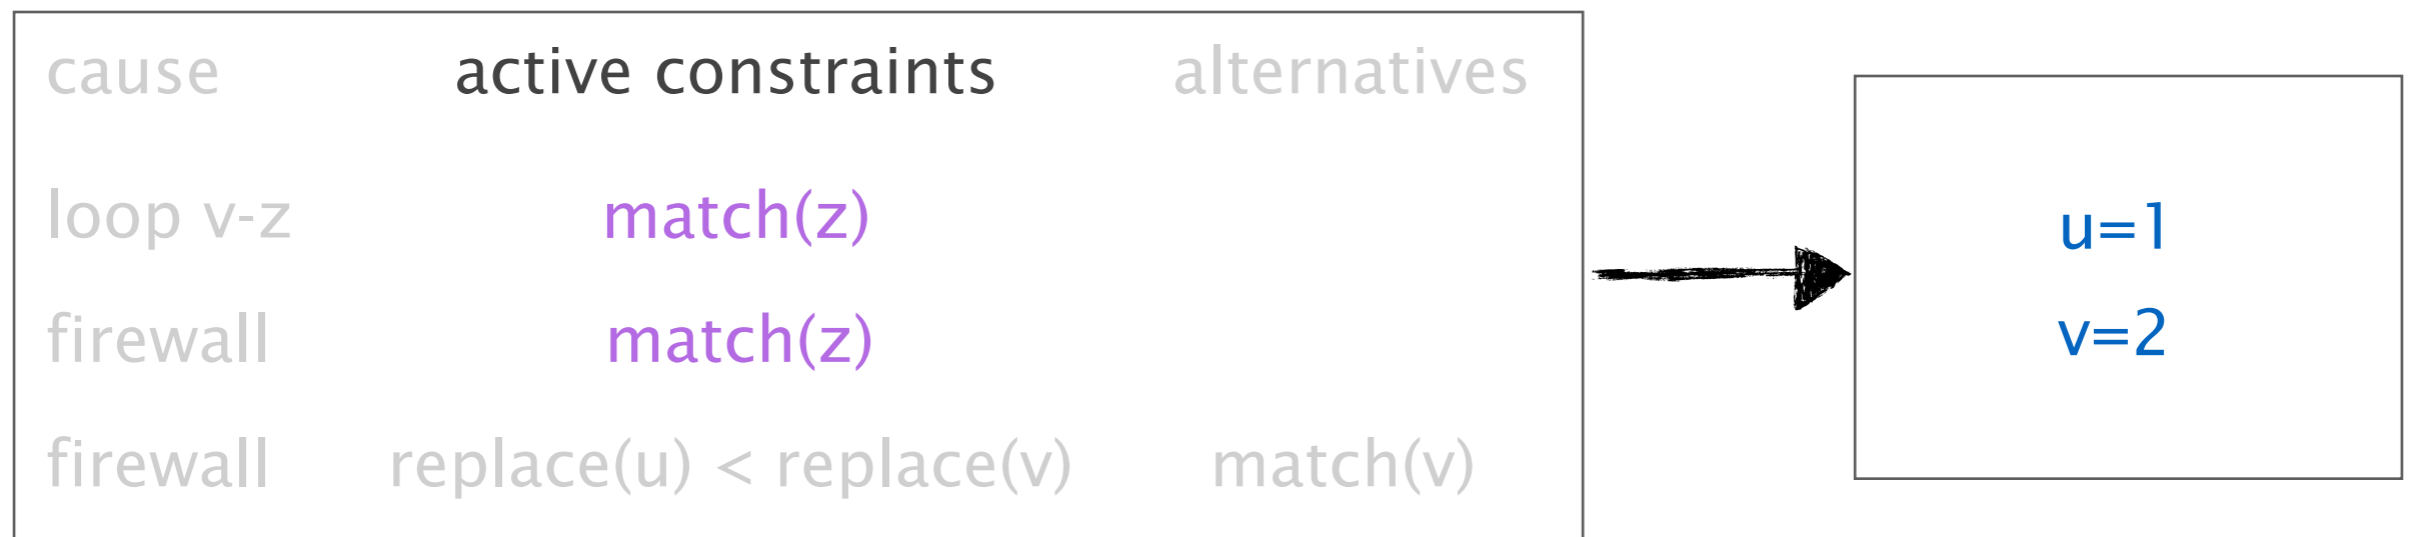 cause active constraints alternatives
loop v-z match(z)
firewall match(z)
firewall replace(u) < replace(v) match(v)
u=1
v=2